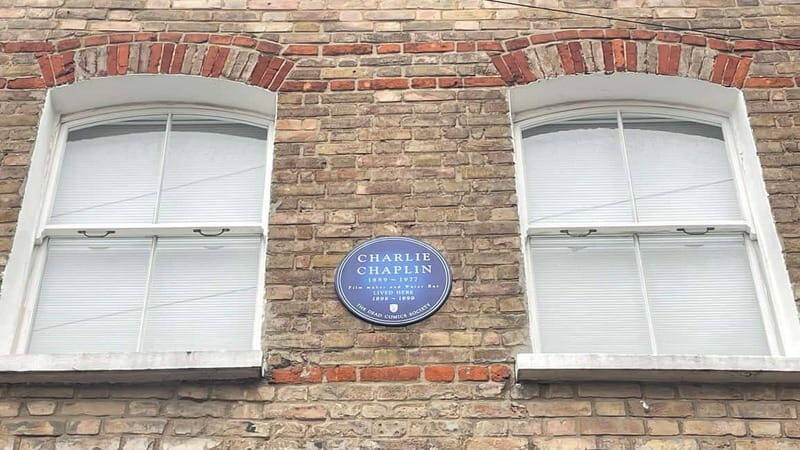 CHARLIE
CHAPLIN
1889 ~ 1977
Film maker and Water Rat
LIVED HERE
1898 ~ 1899
THE DEAD COMICS SOCIETY